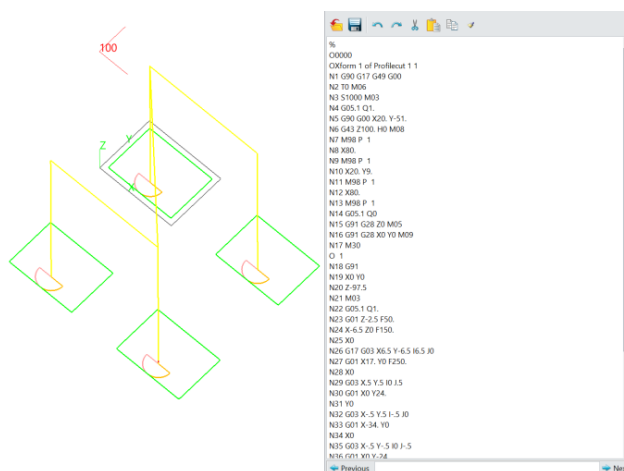 100
Z
Y
X
%
O0000
OXform 1 of Profilecut 1 1
N1 G90 G17 G49 G00
N2 T0 M06
N3 S1000 M03
N4 G05.1 Q1.
N5 G90 G00 X20. Y-51.
N6 G43 Z100. H0 M08
N7 M98 P  1
N8 X80.
N9 M98 P  1
N10 X20. Y9.
N11 M98 P  1
N12 X80.
N13 M98 P  1
N14 G05.1 Q0
N15 G91 G28 Z0 M05
N16 G91 G28 X0 Y0 M09
N17 M30
O  1
N18 G91
N19 X0 Y0
N20 Z-97.5
N21 M03
N22 G05.1 Q1.
N23 G01 Z-2.5 F50.
N24 X-6.5 Z0 F150.
N25 X0
N26 G17 G03 X6.5 Y-6.5 I6.5 J0
N27 G01 X17. Y0 F250.
N28 X0
N29 G03 X.5 Y.5 I0 J.5
N30 G01 X0 Y24.
N31 Y0
N32 G03 X-.5 Y.5 I-.5 J0
N33 G01 X-34. Y0
N34 X0
N35 G03 X-.5 Y-.5 I0 J-.5
N36 G01 X0 Y-24.
Previous
Ne